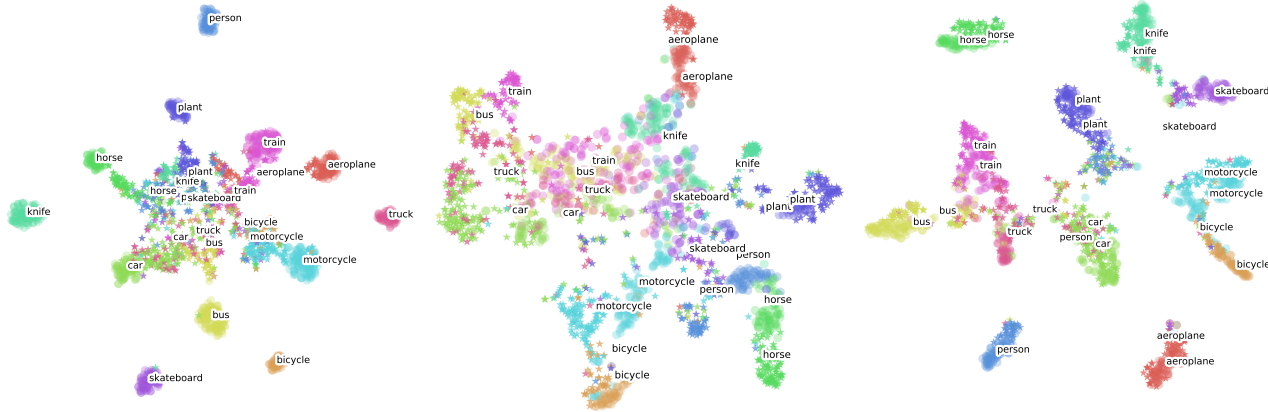 person
plant
train
horse
aeroplane
aeroplane
plant
knife
horse
train
skateboard
knife
truck
bicycle
truck
motorcycle
car
bus
motorcycle
car
bus
bicycle
skateboard
aeroplane
aeroplane
train
bus
knife
train
knife
bus
truck
truck
skateboard
plant
plant
car
car
skateboard
person
motorcycle
person
horse
motorcycle
bicycle
horse
bicycle
knife
horse
horse
knife
skateboard
plant
plant
skateboard
train
train
motorcycle
motorcycle
bus
bus
truck
car
bicycle
truck
person
car
bicycle
aeroplane
person
aeroplane